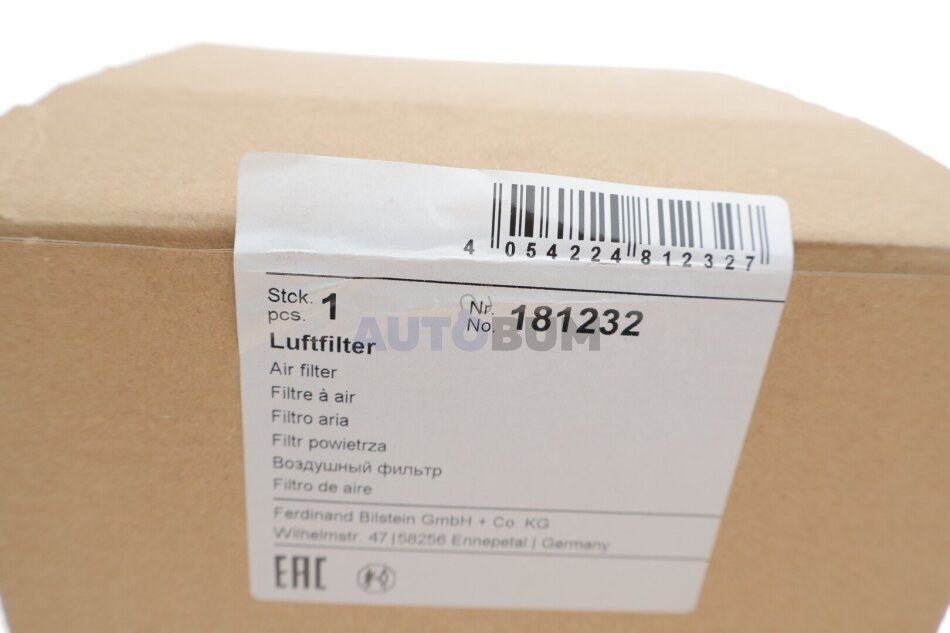 4 054224 812327
Stck. 1
pcs.
Nr.
No. 181232
AUTOBUM
Luftfilter
Air filter
Filtre à air
Filtro aria
Filtr powietrza
Воздушный фильтр
Filtro de aire
Ferdinand Bilstein GmbH + Co. KG
Wilhelmstr. 47 | 58256 Ennepetal | Germany
EAC